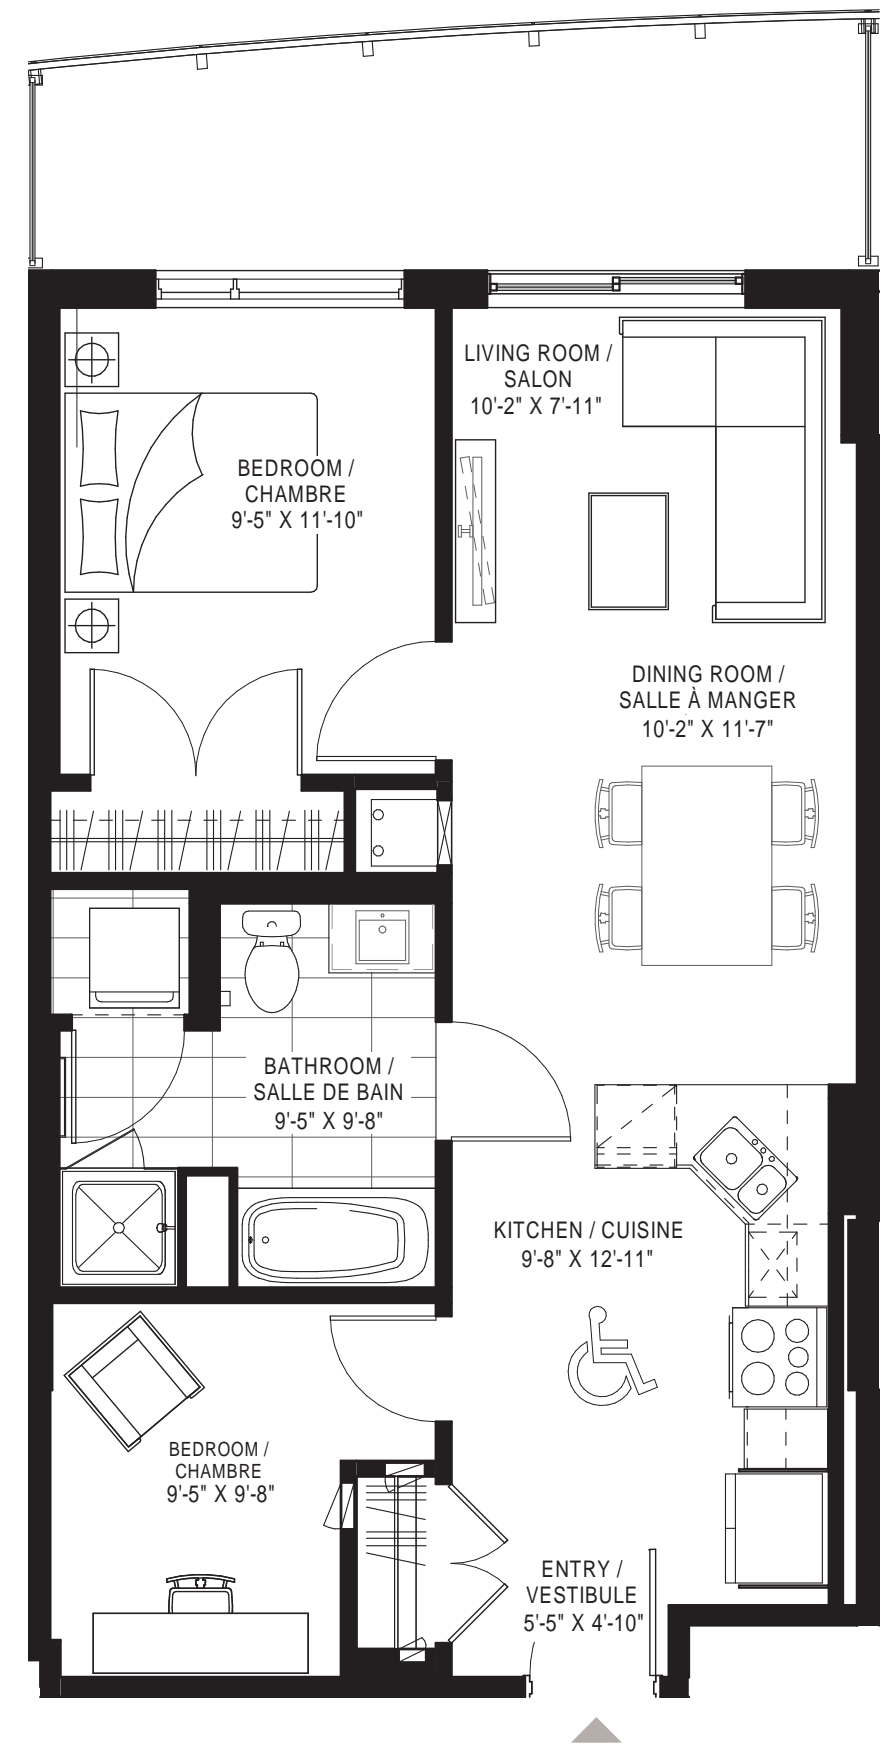 LIVING ROOM /
SALON
10'-2" X 7'-11"
BEDROOM /
CHAMBRE
9'-5" X 11'-10"
DINING ROOM /
SALLE À MANGER
10'-2" X 11'-7"
BATHROOM /
SALLE DE BAIN
9'-5" X 9'-8"
KITCHEN / CUISINE
9'-8" X 12'-11"
BEDROOM /
CHAMBRE
9'-5" X 9'-8"
ENTRY /
VESTIBULE
5'-5" X 4'-10"